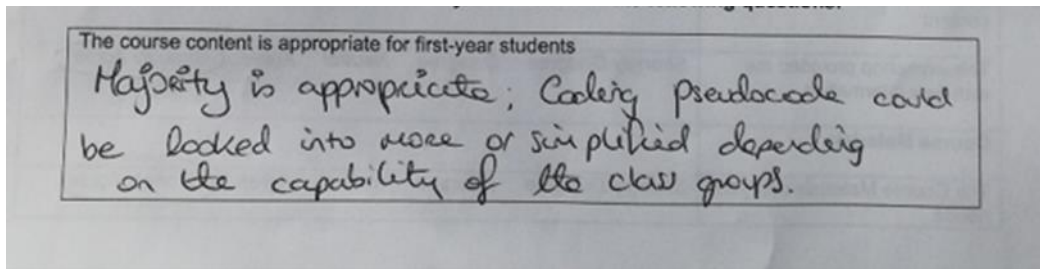 The course content is appropriate for first-year students
Majority is appropriate; Coding pseudocode could
be looked into more or simplified depending
on the capability of the class groups.